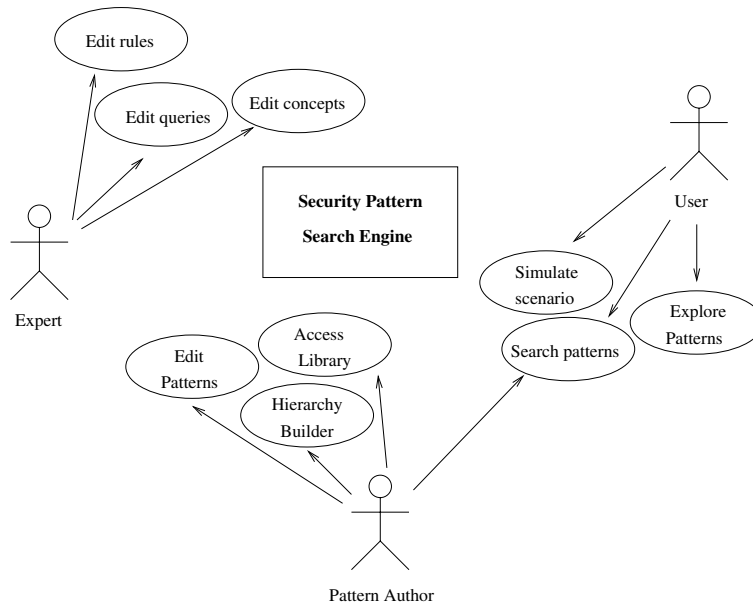 Edit rules
Edit queries
Edit concepts
Security Pattern
Search Engine
User
Expert
Simulate
scenario
Explore
Patterns
Search patterns
Access
Library
Edit
Patterns
Hierarchy
Builder
Pattern Author